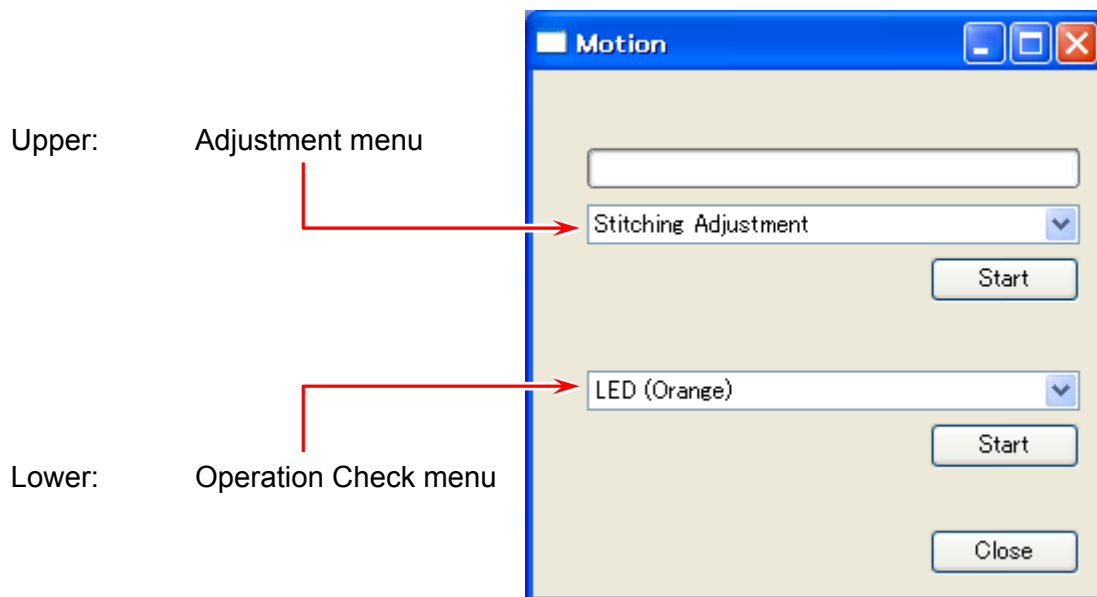 Motion
Upper: Adjustment menu
Stitching Adjustment
Start
LED (Orange)
Start
Lower: Operation Check menu
Close